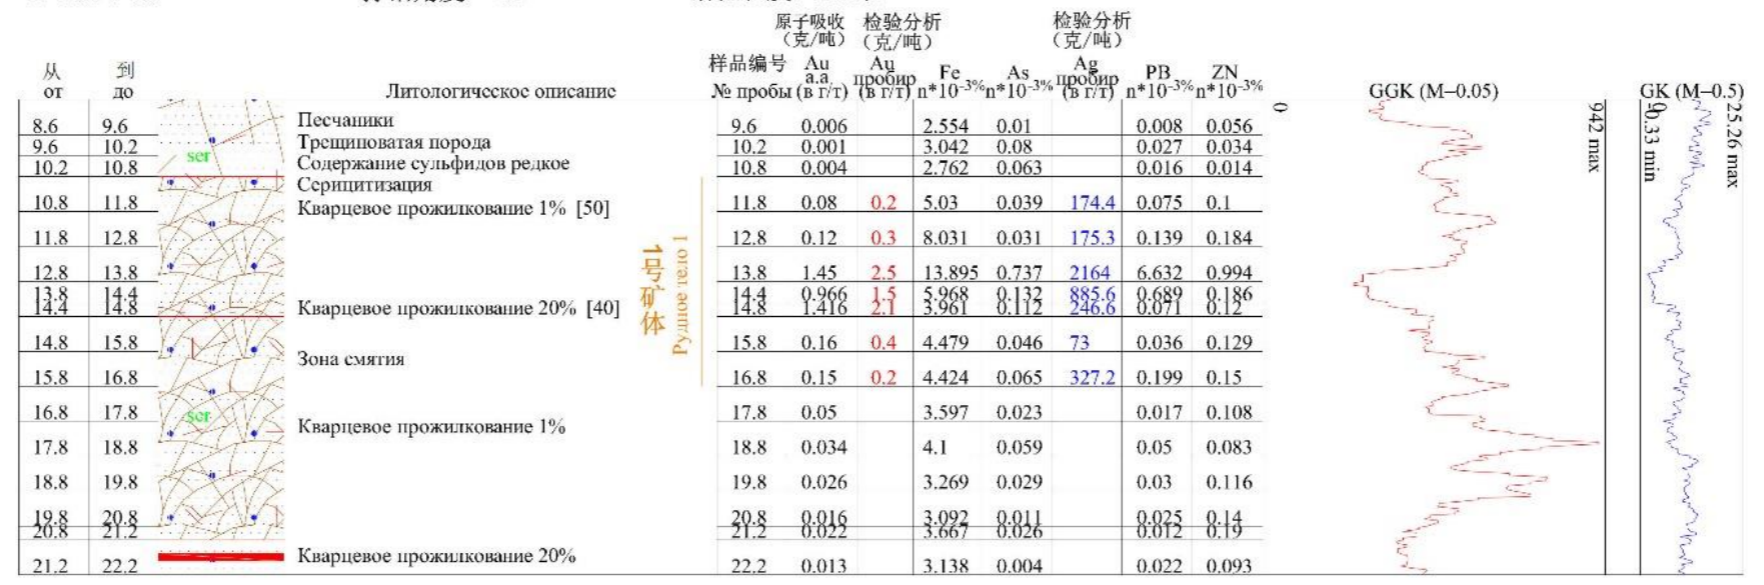 原子吸收 检验分析 检验分析
(克/吨) (克/吨) (克/吨)
从 到 样品编号 Au Au Fe As Ag PB ZN
a.a. пробир пробир
от до Литологическое описание № пробы (в г/т) (в г/т) n*10-3% n*10-3% (в г/т) n*10-3% n*10-3% 0 GGK (M–0.05) 942 max GK (M–0.5) -0.33 min 25.26 max
Песчаники
8.6 9.6 9.6 0.006 2.554 0.01 0.008 0.056
Трещиноватая порода
9.6 10.2 ser 10.2 0.001 3.042 0.08 0.027 0.034
10.2 10.8 Содержание сульфидов редкое 10.8 0.004 2.762 0.063 0.016 0.014
Серицитизация
10.8 11.8 Кварцевое прожилкование 1% [50] 11.8 0.08 0.2 5.03 0.039 174.4 0.075 0.1
11.8 12.8 12.8 0.12 0.3 8.031 0.031 175.3 0.139 0.184
1号矿体
Рудное тело 1
12.8 13.8 13.8 1.45 2.5 13.895 0.737 2164 6.632 0.994
13.8 14.4 14.4 0.966 1.5 5.968 0.132 885.6 0.689 0.186
14.4 14.8 Кварцевое прожилкование 20% [40] 14.8 1.416 2.1 3.961 0.112 246.6 0.071 0.12
14.8 15.8 15.8 0.16 0.4 4.479 0.046 73 0.036 0.129
Зона смятия
15.8 16.8 16.8 0.15 0.2 4.424 0.065 327.2 0.199 0.15
16.8 17.8 ser 17.8 0.05 3.597 0.023 0.017 0.108
Кварцевое прожилкование 1%
17.8 18.8 18.8 0.034 4.1 0.059 0.05 0.083
18.8 19.8 19.8 0.026 3.269 0.029 0.03 0.116
19.8 20.8 20.8 0.016 3.092 0.011 0.025 0.14
20.8 21.2 21.2 0.022 3.667 0.026 0.012 0.19
Кварцевое прожилкование 20%
21.2 22.2 22.2 0.013 3.138 0.004 0.022 0.093